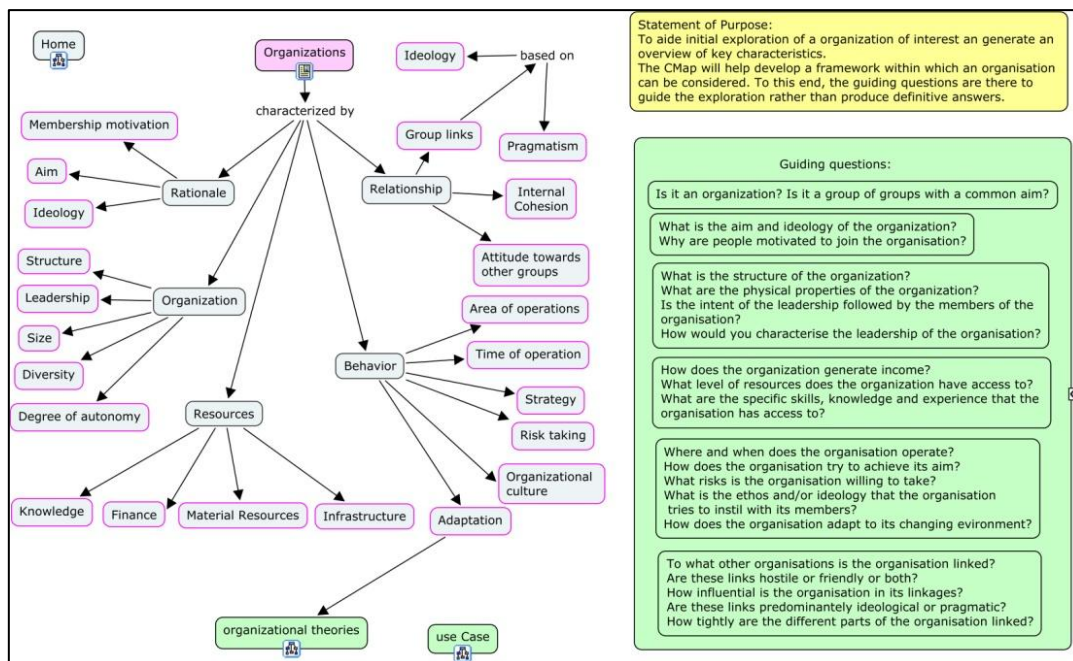 Home
Organizations
characterized by
Ideology
based on
Group links
Pragmatism
Membership motivation
Aim
Ideology
Rationale
Relationship
Internal
Cohesion
Attitude towards
other groups
Structure
Leadership
Size
Diversity
Degree of autonomy
Organization
Area of operations
Time of operation
Behavior
Strategy
Risk taking
Organizational
culture
Adaptation
Resources
Knowledge
Finance
Material Resources
Infrastructure
organizational theories
use Case
Statement of Purpose:
To aide initial exploration of a organization of interest an generate an
overview of key characteristics.
The CMap will help develop a framework within which an organisation
can be considered. To this end, the guiding questions are there to
guide the exploration rather than produce definitive answers.
Guiding questions:
Is it an organization? Is it a group of groups with a common aim?
What is the aim and ideology of the organization?
Why are people motivated to join the organisation?
What is the structure of the organization?
What are the physical properties of the organization?
Is the intent of the leadership followed by the members of the
organisation?
How would you characterise the leadership of the organisation?
How does the organization generate income?
What level of resources does the organization have access to?
What are the specific skills, knowledge and experience that the
organisation has access to?
Where and when does the organisation operate?
How does the organisation try to achieve its aim?
What risks is the organisation willing to take?
What is the ethos and/or ideology that the organisation
tries to instil with its members?
How does the organisation adapt to its changing evironment?
To what other organisations is the organisation linked?
Are these links hostile or friendly or both?
How influential is the organisation in its linkages?
Are these links predominantely ideological or pragmatic?
How tightly are the different parts of the organisation linked?